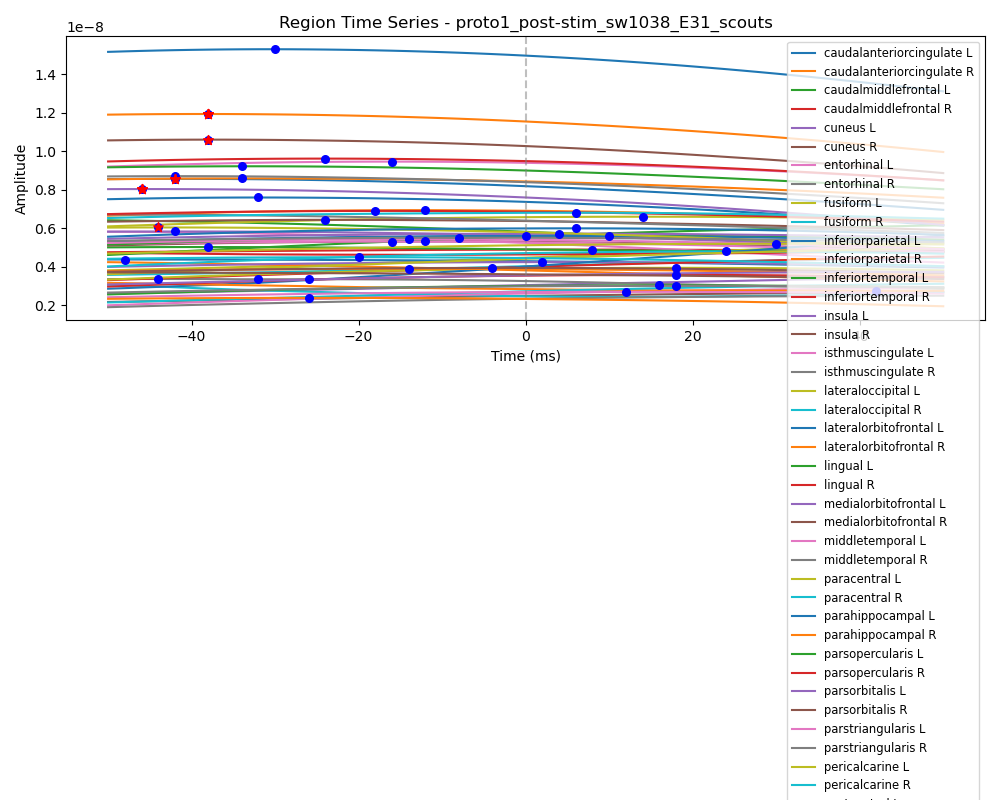 Region Time Series - proto1_post-stim_sw1038_E31_scouts
1e−8
1.4
1.2
1.0
0.8
0.6
0.4
0.2
Amplitude
−40
−20
0
20
Time (ms)
caudalanteriorcingulate L
caudalanteriorcingulate R
caudalmiddlefrontal L
caudalmiddlefrontal R
cuneus L
cuneus R
entorhinal L
entorhinal R
fusiform L
fusiform R
inferiorparietal L
inferiorparietal R
inferiortemporal L
inferiortemporal R
insula L
insula R
isthmuscingulate L
isthmuscingulate R
lateraloccipital L
lateraloccipital R
lateralorbitofrontal L
lateralorbitofrontal R
lingual L
lingual R
medialorbitofrontal L
medialorbitofrontal R
middletemporal L
middletemporal R
paracentral L
paracentral R
parahippocampal L
parahippocampal R
parsopercularis L
parsopercularis R
parsorbitalis L
parsorbitalis R
parstriangularis L
parstriangularis R
pericalcarine L
pericalcarine R